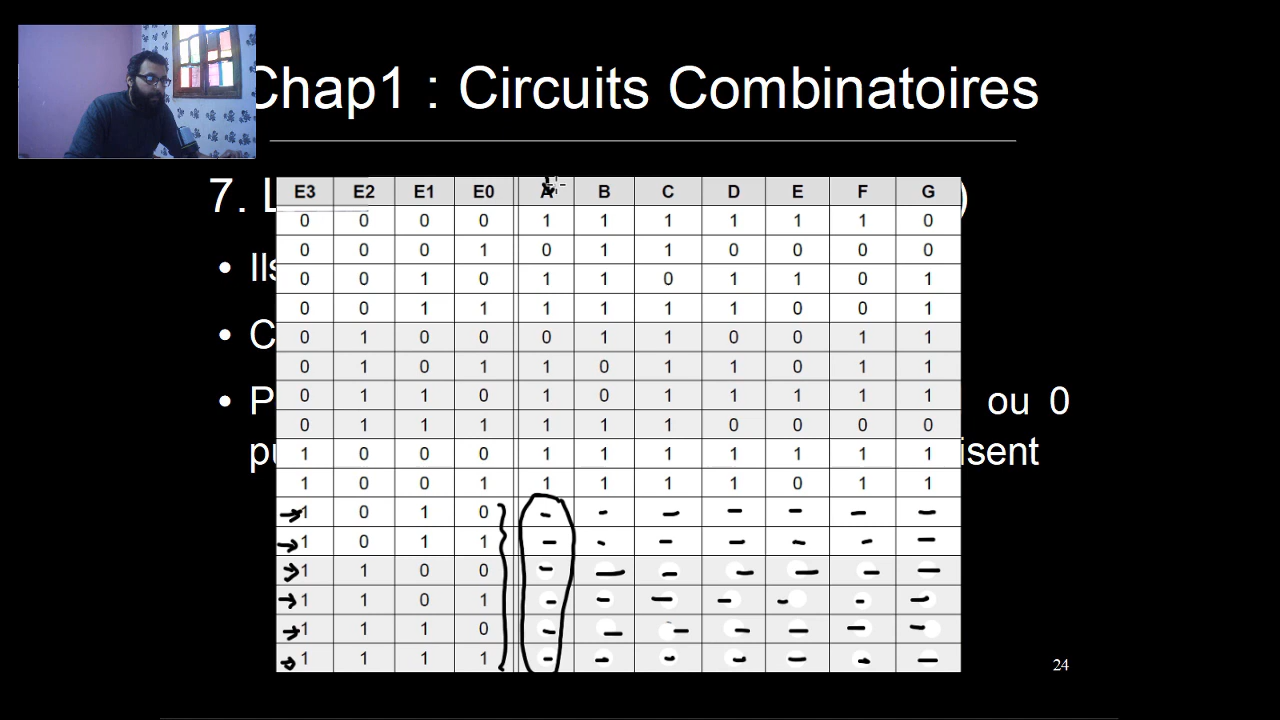 Chap1 : Circuits Combinatoires
7. L )
• Ils
• C
• P ou 0
pu isent
E3 E2 E1 E0 A B C D E F G
0 0 0 0 1 1 1 1 1 1 0
0 0 0 1 0 1 1 0 0 0 0
0 0 1 0 1 1 0 1 1 0 1
0 0 1 1 1 1 1 1 0 0 1
0 1 0 0 0 1 1 0 0 1 1
0 1 0 1 1 0 1 1 0 1 1
0 1 1 0 1 0 1 1 1 1 1
0 1 1 1 1 1 1 0 0 0 0
1 0 0 0 1 1 1 1 1 1 1
1 0 0 1 1 1 1 1 0 1 1
1 0 1 0 - - - - - - -
1 0 1 1 - - - - - - -
1 1 0 0 - - - - - - -
1 1 0 1 - - - - - - -
1 1 1 0 - - - - - - -
1 1 1 1 - - - - - - -
24